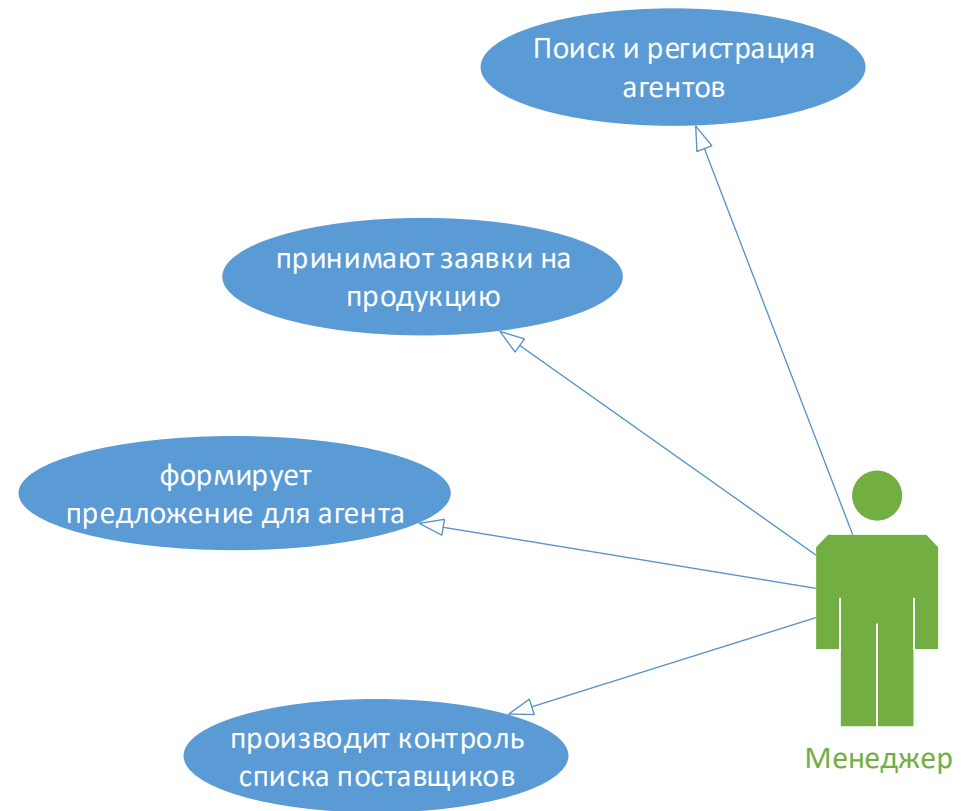 Поиск и регистрация
агентов
принимают заявки на
продукцию
формирует
предложение для агента
производит контроль
списка поставщиков
Менеджер